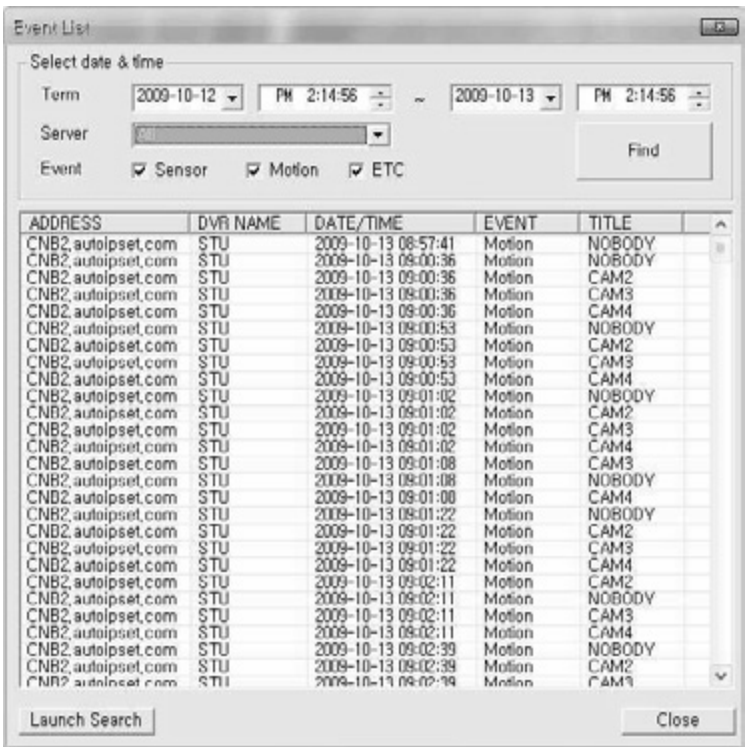 Event List
Select date & time
Term 2009-10-12 PM 2:14:56 ~ 2009-10-13 PM 2:14:56
Server All
Find
Event Sensor Motion ETC
ADDRESS DVR NAME DATE/TIME EVENT TITLE
CNB2.autoipset.com STU 2009-10-13 08:57:41 Motion NOBODY
CNB2.autoipset.com STU 2009-10-13 09:00:36 Motion NOBODY
CNB2.autoipset.com STU 2009-10-13 09:00:36 Motion CAM2
CNB2.autoipset.com STU 2009-10-13 09:00:36 Motion CAM3
CNB2.autoipset.com STU 2009-10-13 09:00:36 Motion CAM4
CNB2.autoipset.com STU 2009-10-13 09:00:53 Motion NOBODY
CNB2.autoipset.com STU 2009-10-13 09:00:53 Motion CAM2
CNB2.autoipset.com STU 2009-10-13 09:00:53 Motion CAM3
CNB2.autoipset.com STU 2009-10-13 09:00:53 Motion CAM4
CNB2.autoipset.com STU 2009-10-13 09:01:02 Motion NOBODY
CNB2.autoipset.com STU 2009-10-13 09:01:02 Motion CAM2
CNB2.autoipset.com STU 2009-10-13 09:01:02 Motion CAM3
CNB2.autoipset.com STU 2009-10-13 09:01:02 Motion CAM4
CNB2.autoipset.com STU 2009-10-13 09:01:08 Motion CAM3
CNB2.autoipset.com STU 2009-10-13 09:01:08 Motion NOBODY
CNB2.autoipset.com STU 2009-10-13 09:01:08 Motion CAM4
CNB2.autoipset.com STU 2009-10-13 09:01:22 Motion NOBODY
CNB2.autoipset.com STU 2009-10-13 09:01:22 Motion CAM2
CNB2.autoipset.com STU 2009-10-13 09:01:22 Motion CAM3
CNB2.autoipset.com STU 2009-10-13 09:01:22 Motion CAM4
CNB2.autoipset.com STU 2009-10-13 09:02:11 Motion CAM2
CNB2.autoipset.com STU 2009-10-13 09:02:11 Motion NOBODY
CNB2.autoipset.com STU 2009-10-13 09:02:11 Motion CAM3
CNB2.autoipset.com STU 2009-10-13 09:02:11 Motion CAM4
CNB2.autoipset.com STU 2009-10-13 09:02:39 Motion NOBODY
CNB2.autoipset.com STU 2009-10-13 09:02:39 Motion CAM2
CNB2.autoipset.com STU 2009-10-13 09:02:39 Motion CAM3
Launch Search Close